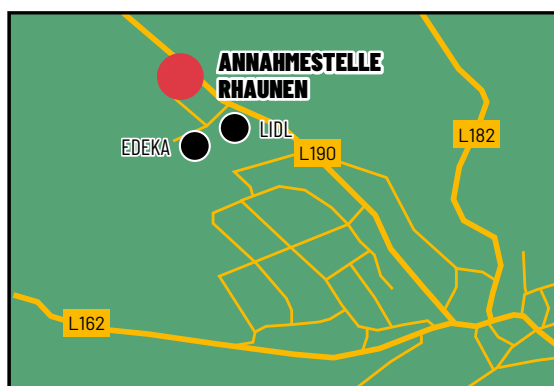 ANNAHMESTELLE
RHAUNEN
LIDL
EDEKA
L190
L182
L162